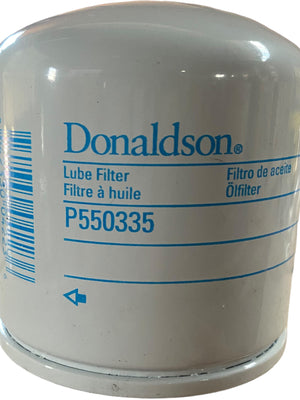 Donaldson®
Lube Filter Filtro de aceite
Filtre à huile Ölfilter
P550335